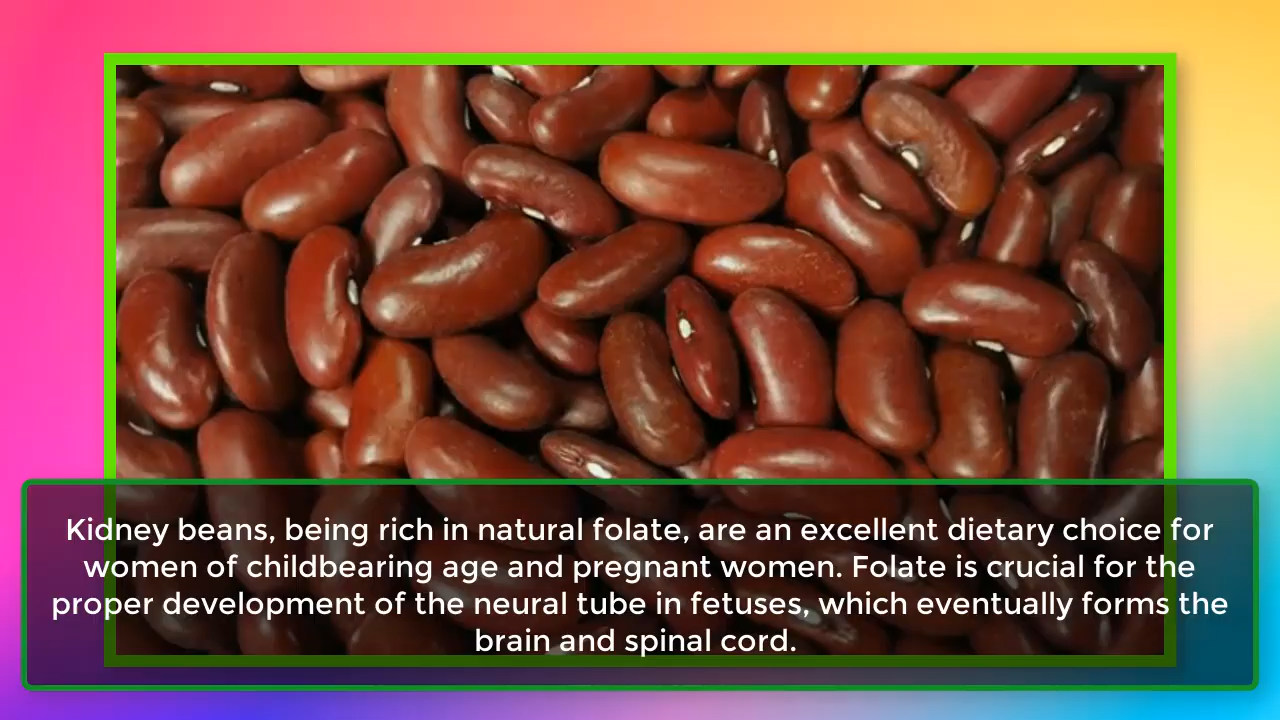 Kidney beans, being rich in natural folate, are an excellent dietary choice for
women of childbearing age and pregnant women. Folate is crucial for the
proper development of the neural tube in fetuses, which eventually forms the
brain and spinal cord.